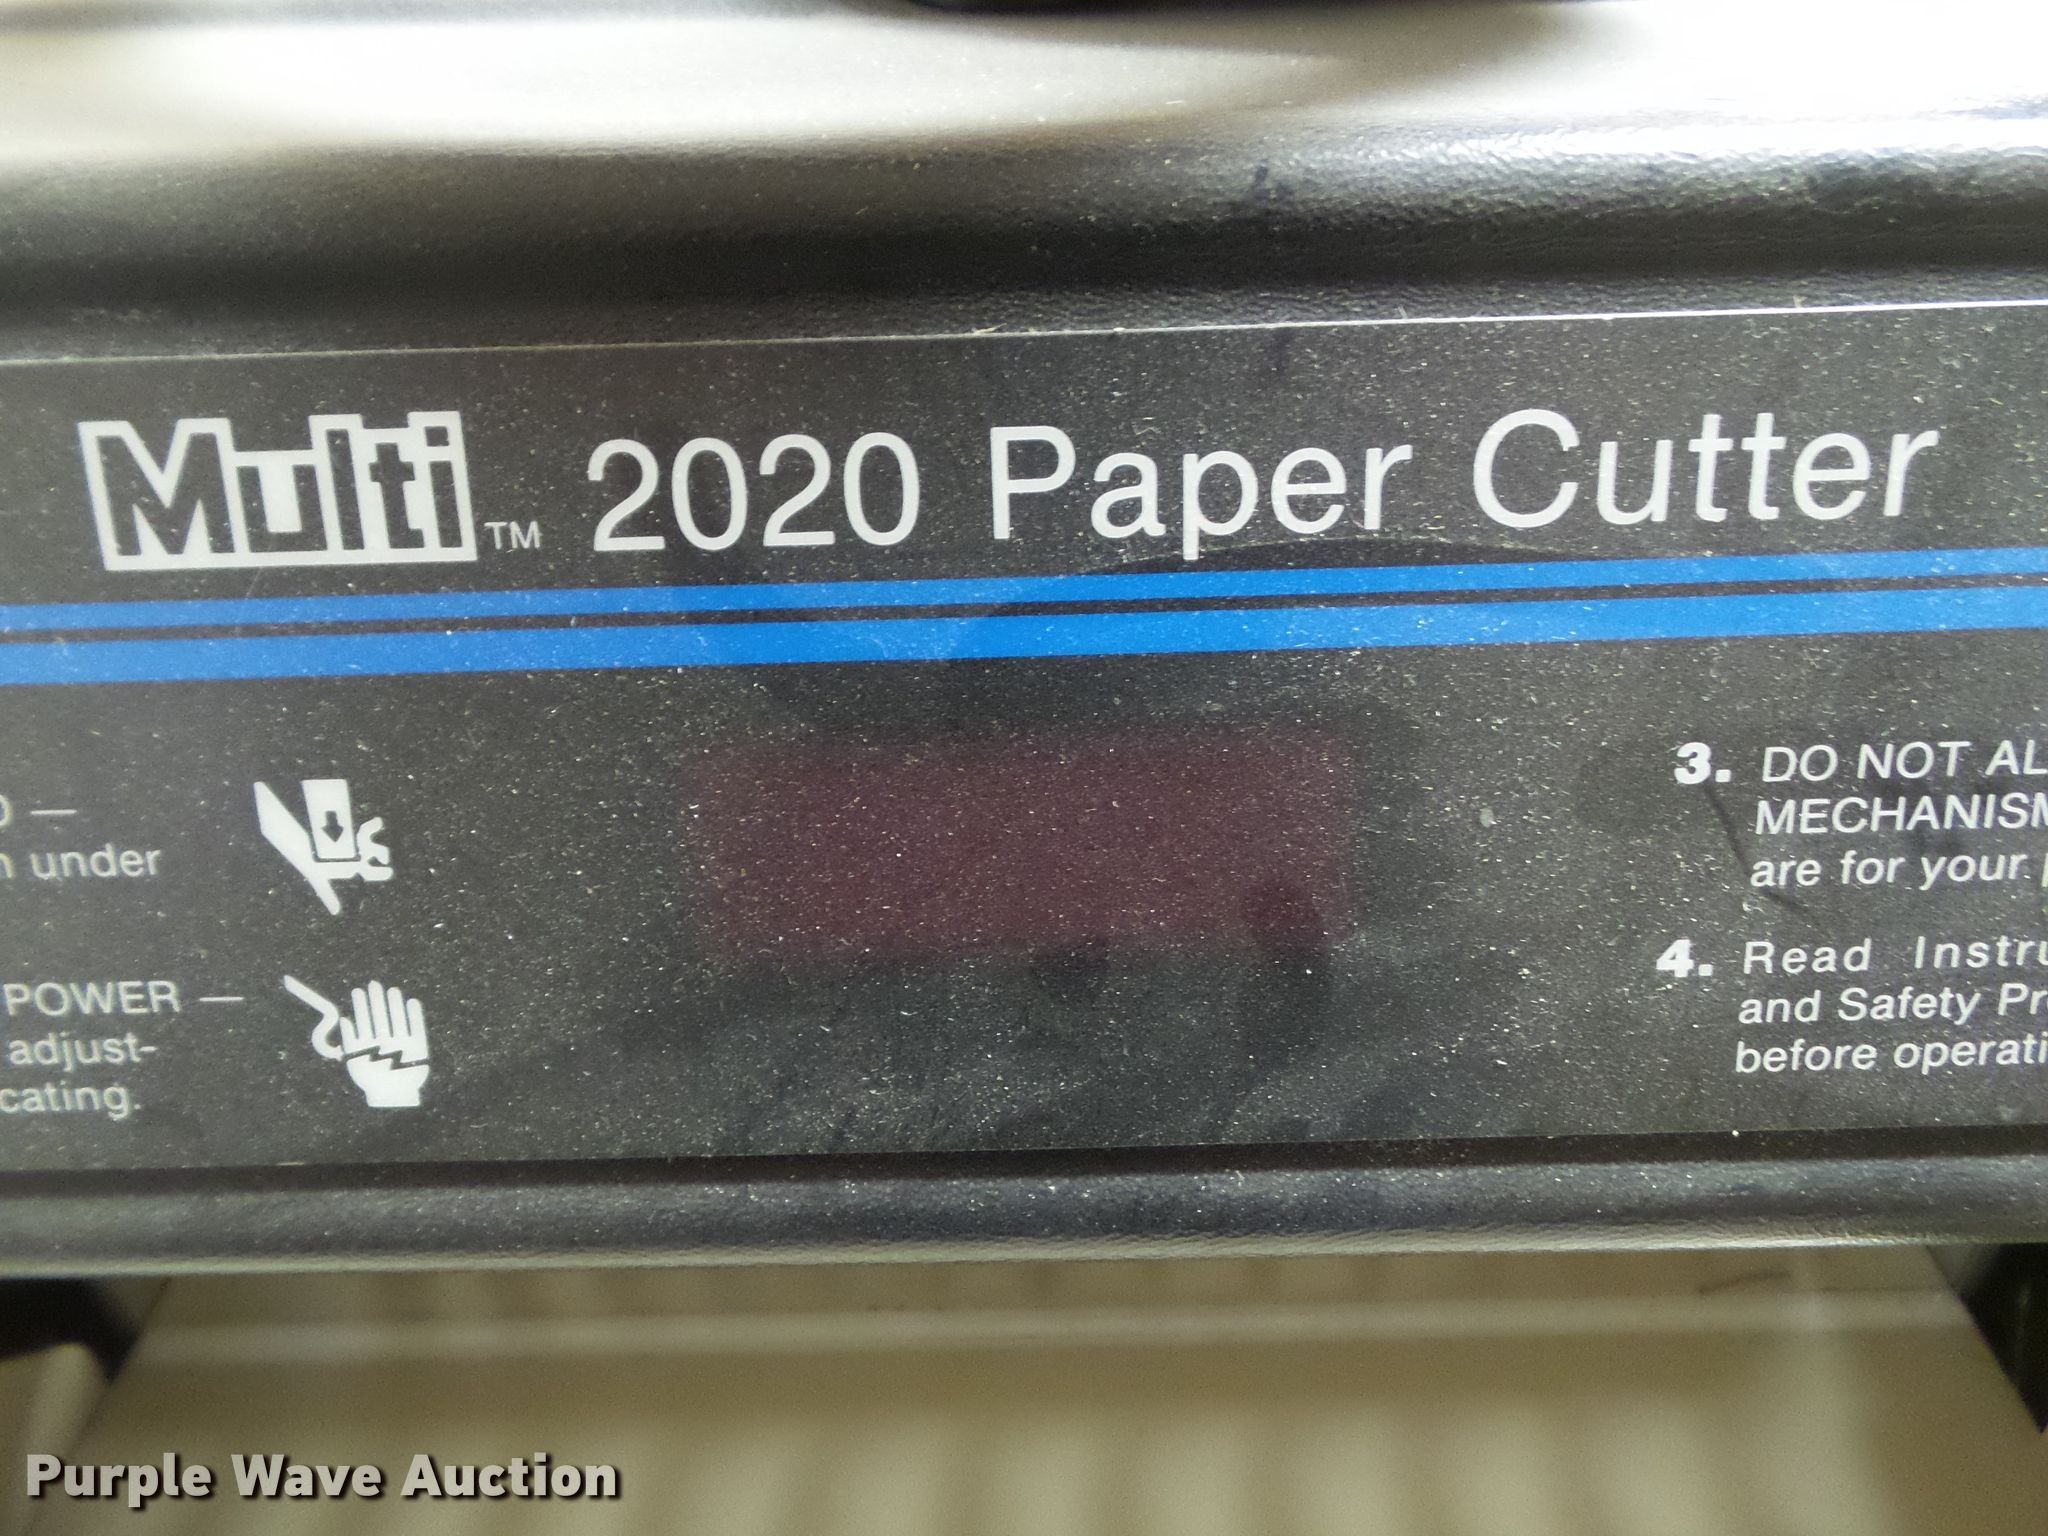 Multi™ 2020 Paper Cutter
under
POWER —
adjust-
cating.
3. DO NOT AL
MECHANISM
are for your
4. Read Instru
and Safety Pr
before operati
Purple Wave Auction